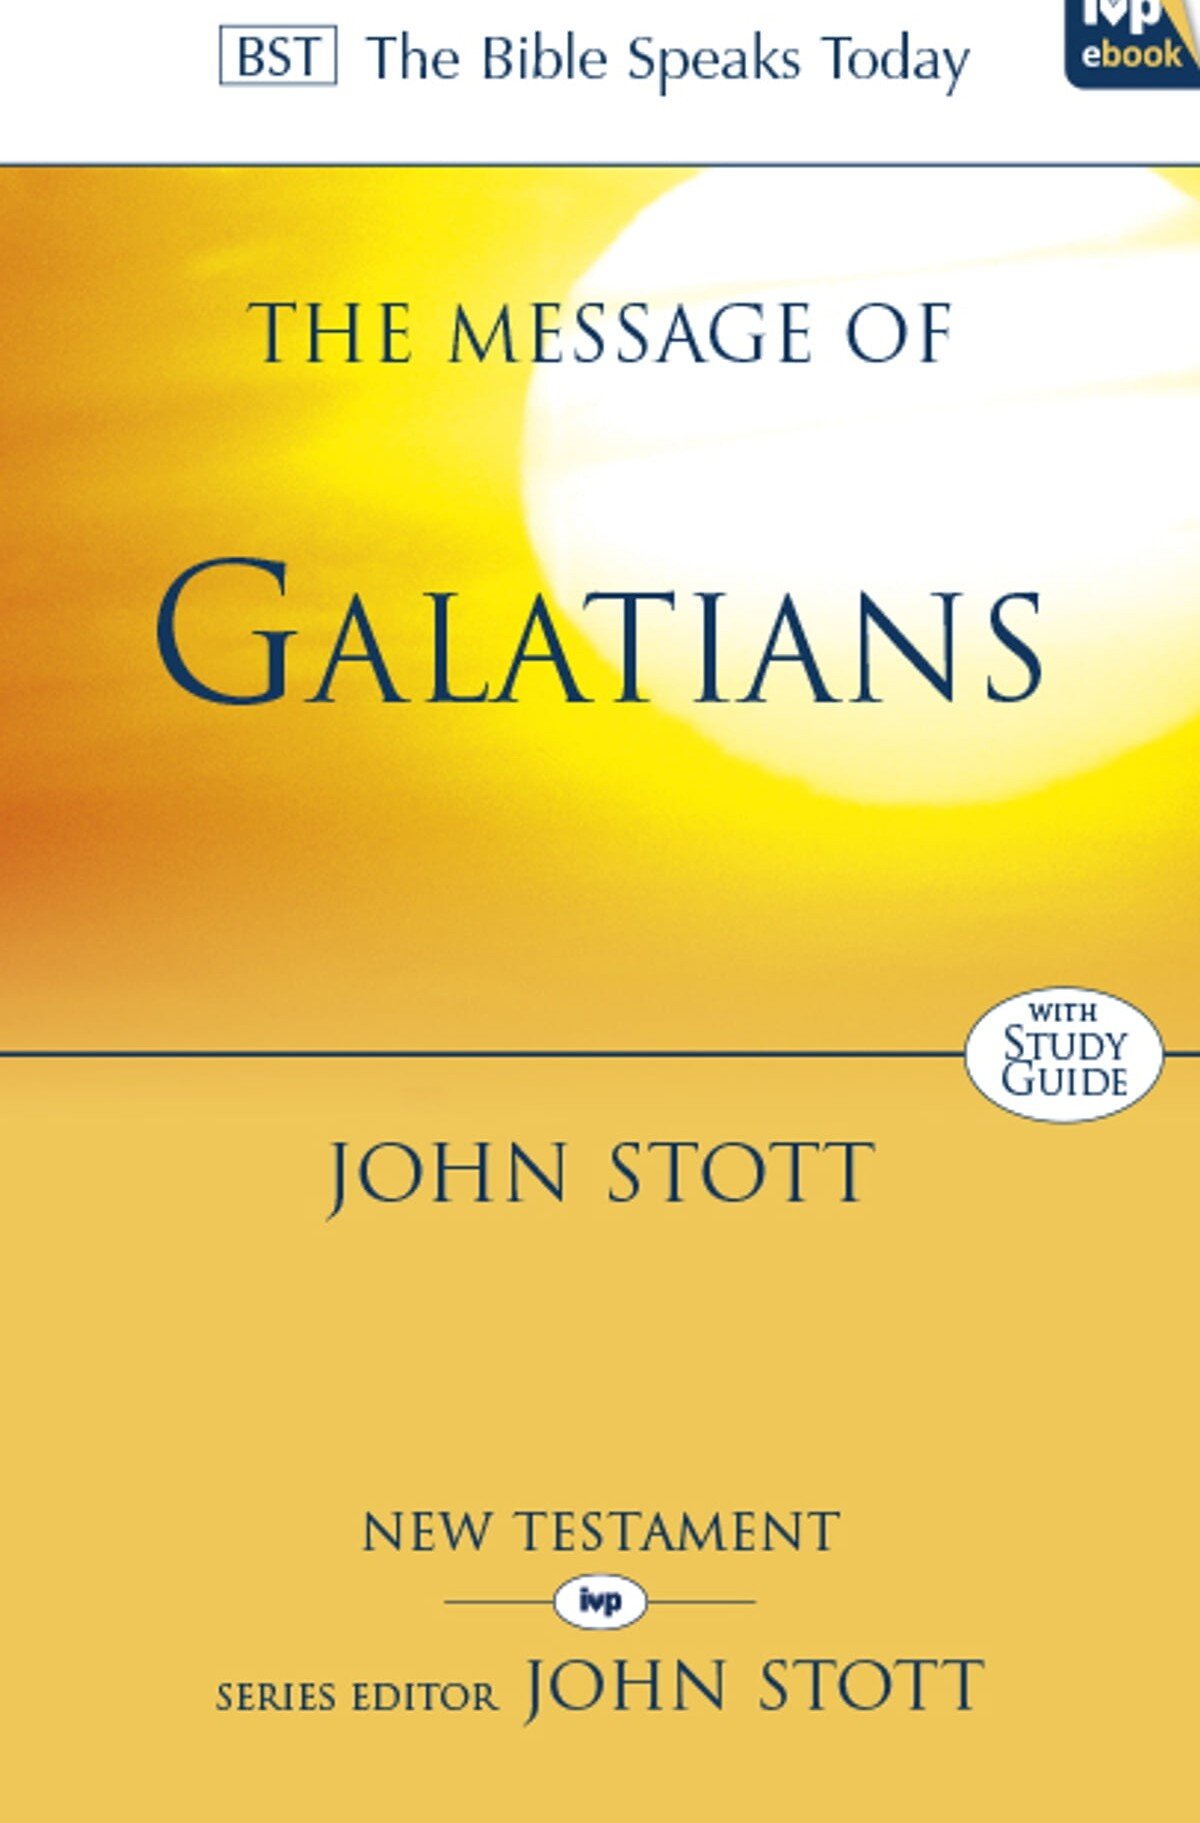 BST The Bible Speaks Today
ivp
ebook
THE MESSAGE OF
GALATIANS
WITH
STUDY
GUIDE
JOHN STOTT
NEW TESTAMENT
ivp
SERIES EDITOR JOHN STOTT